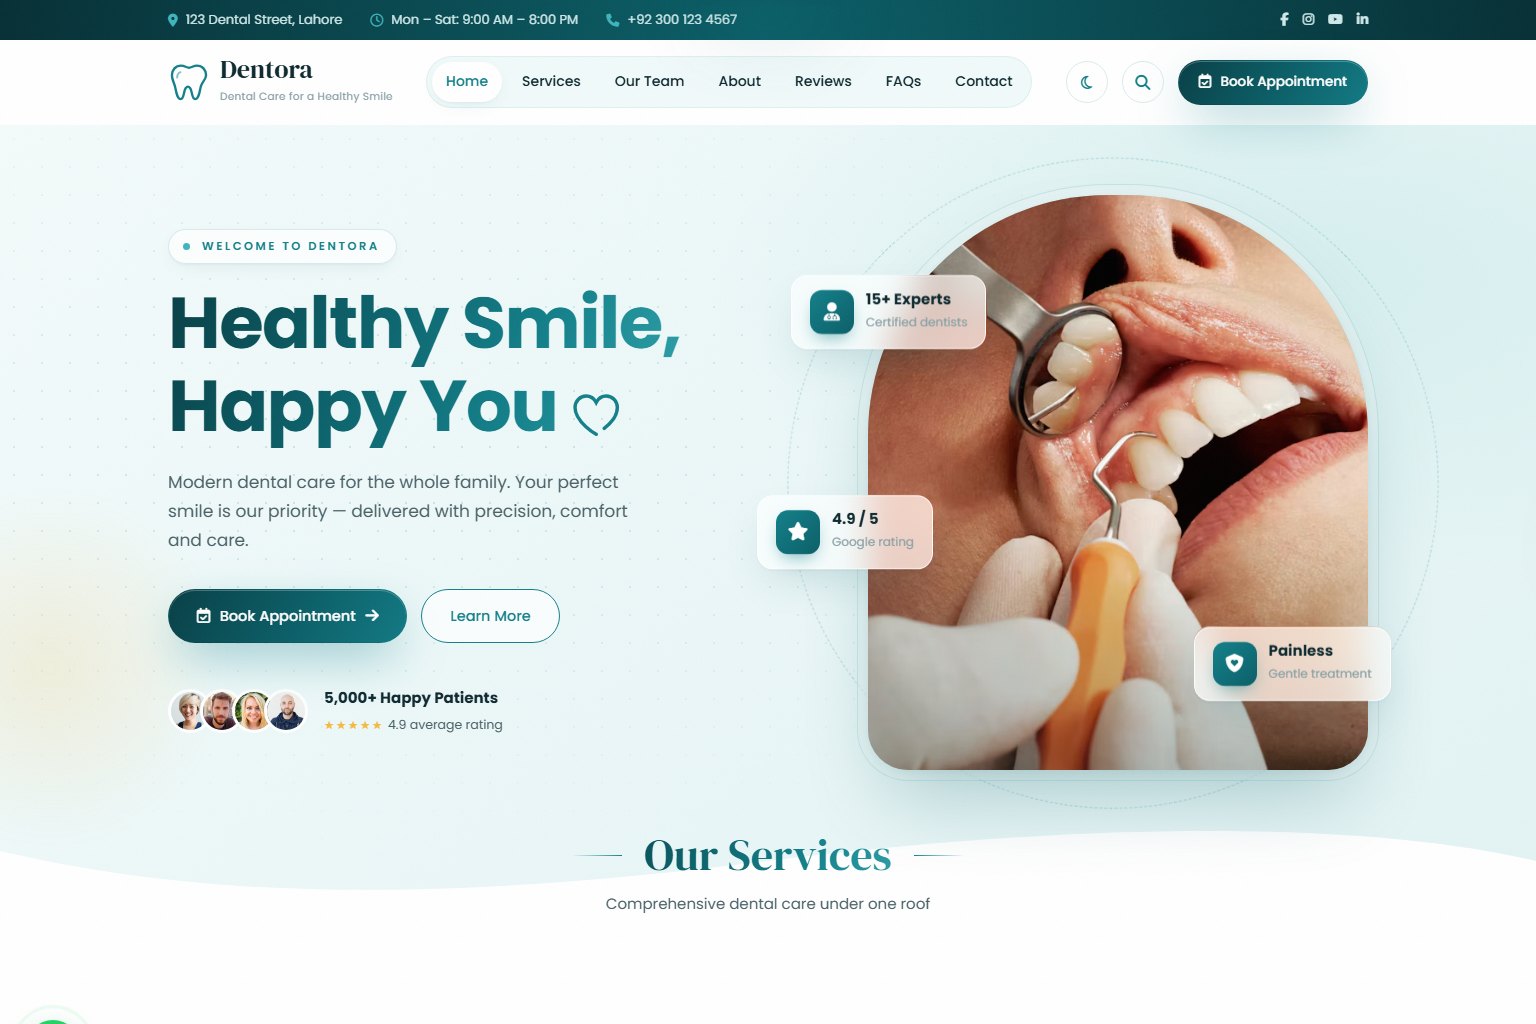 123 Dental Street, Lahore
Mon – Sat: 9:00 AM – 8:00 PM
+92 300 123 4567
Dentora
Dental Care for a Healthy Smile
Home
Services
Our Team
About
Reviews
FAQs
Contact
Book Appointment
WELCOME TO DENTORA
Healthy Smile,
Happy You
Modern dental care for the whole family. Your perfect
smile is our priority — delivered with precision, comfort
and care.
Book Appointment
Learn More
5,000+ Happy Patients
★★★★★ 4.9 average rating
15+ Experts
Certified dentists
4.9 / 5
Google rating
Painless
Gentle treatment
Our Services
Comprehensive dental care under one roof